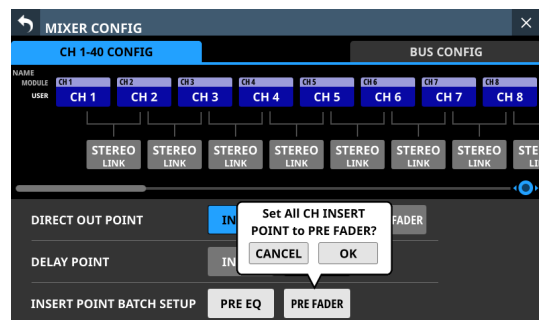 MIXER CONFIG
CH 1-40 CONFIG
BUS CONFIG
NAME
MODULE CH 1 CH 2 CH 3 CH 4 CH 5 CH 6 CH 7 CH 8
USER CH 1 CH 2 CH 3 CH 4 CH 5 CH 6 CH 7 CH 8
STEREO STEREO STEREO STEREO STEREO STEREO STEREO STE
LINK LINK LINK LINK LINK LINK LINK LI
Set All CH INSERT
POINT to PRE FADER?
CANCEL OK
DIRECT OUT POINT IN FADER
DELAY POINT IN
INSERT POINT BATCH SETUP PRE EQ PRE FADER